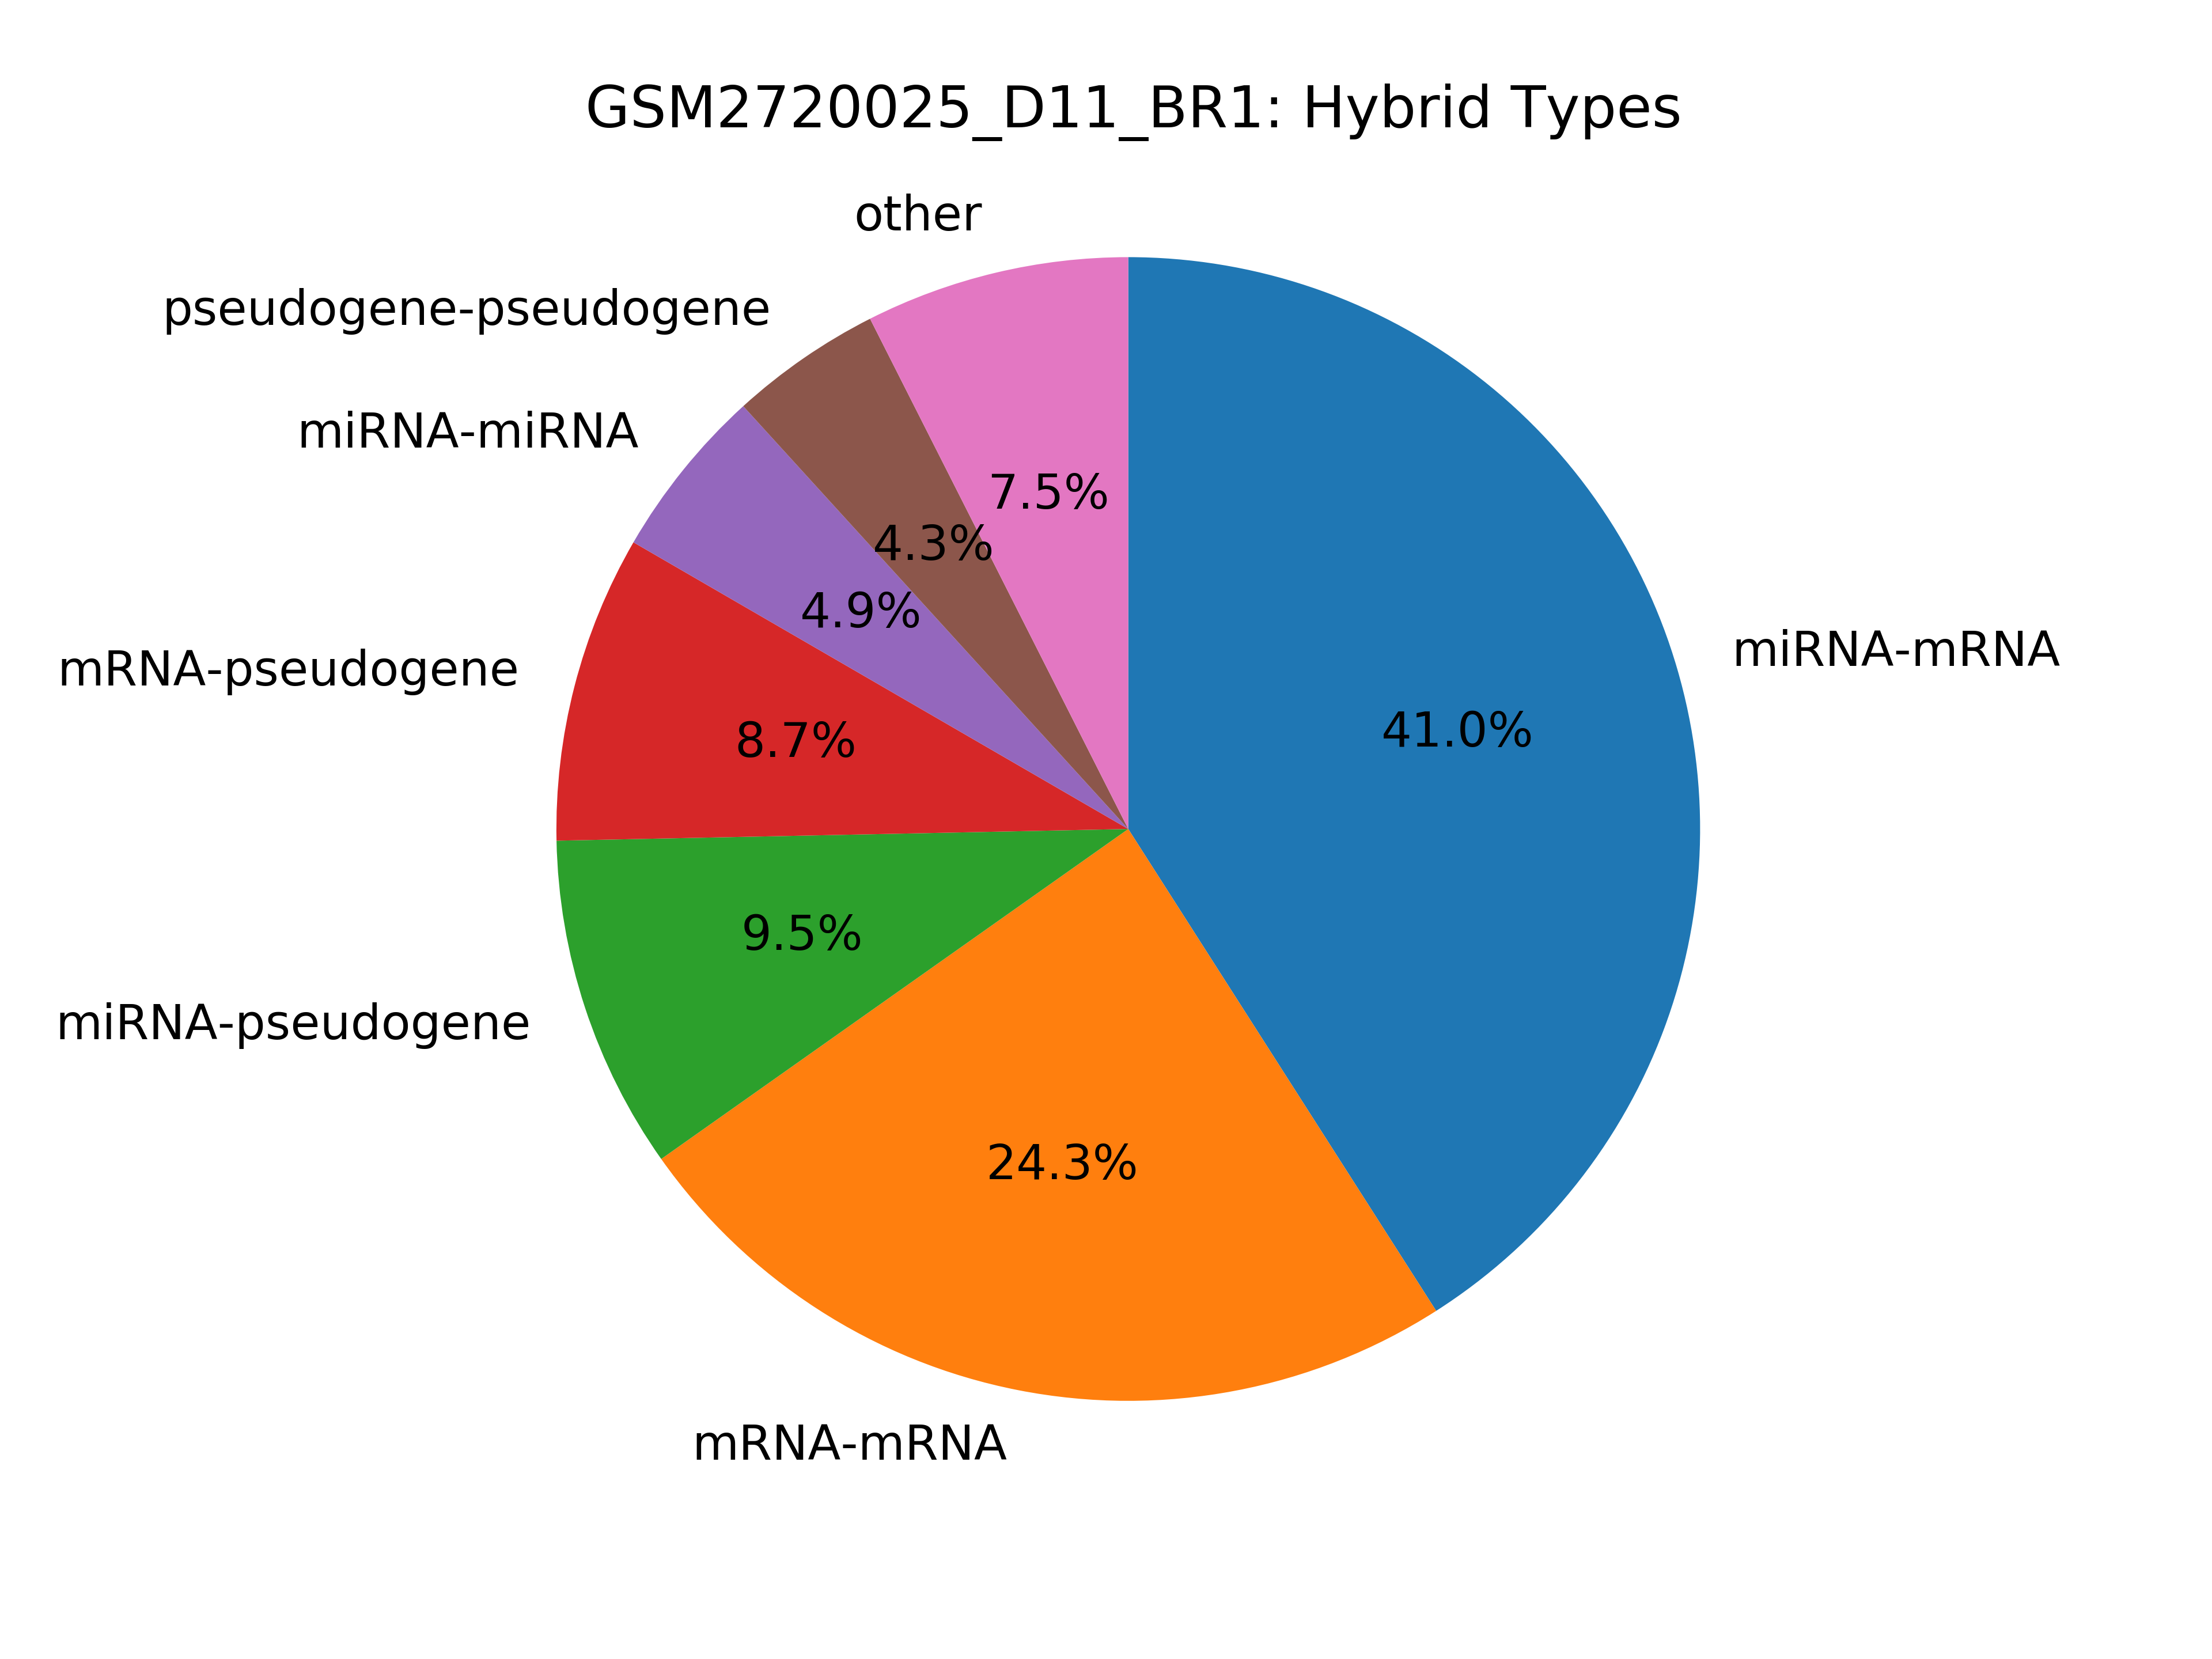 GSM2720025_D11_BR1: Hybrid Types
other
pseudogene-pseudogene
miRNA-miRNA
7.5%
4.3%
4.9%
miRNA-mRNA
mRNA-pseudogene
41.0%
8.7%
9.5%
miRNA-pseudogene
24.3%
mRNA-mRNA